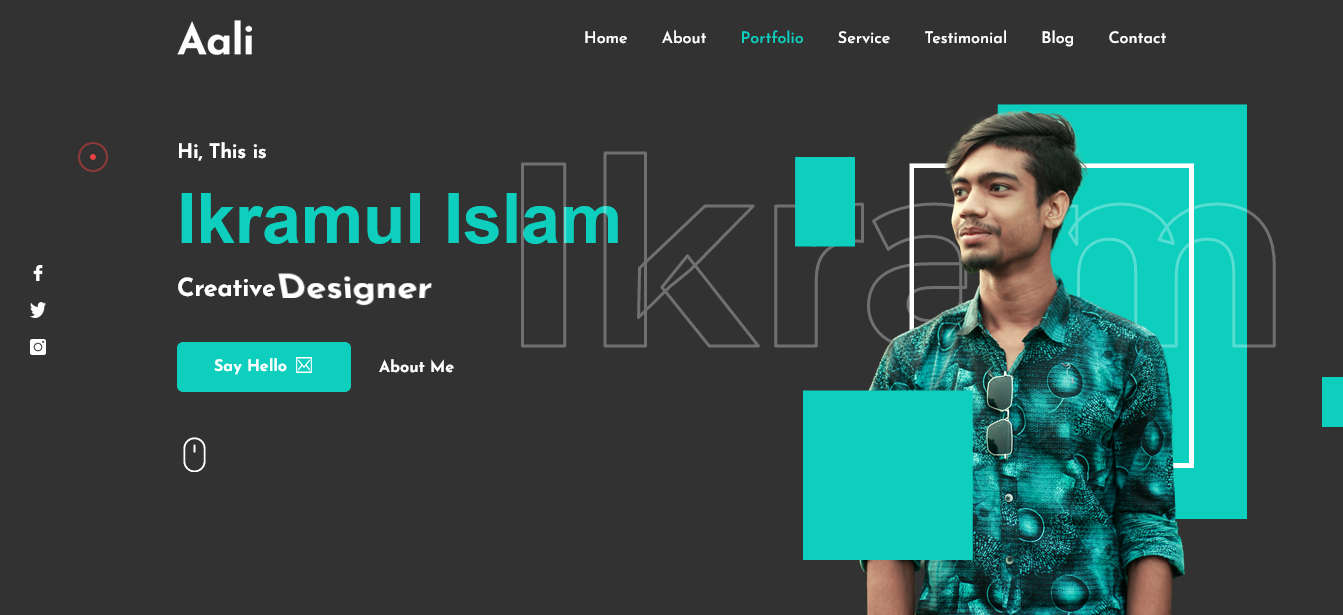 Aali
Home About Portfolio Service Testimonial Blog Contact
Hi, This is
Ikramul Islam
Ikram
Creative Designer
Say Hello
About Me